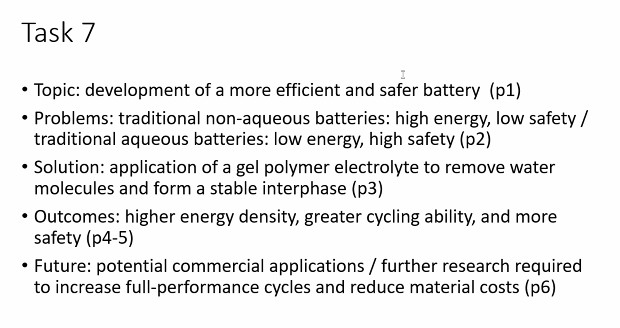 Task 7
• Topic: development of a more efficient and safer battery (p1)
• Problems: traditional non-aqueous batteries: high energy, low safety /
traditional aqueous batteries: low energy, high safety (p2)
• Solution: application of a gel polymer electrolyte to remove water
molecules and form a stable interphase (p3)
• Outcomes: higher energy density, greater cycling ability, and more
safety (p4-5)
• Future: potential commercial applications / further research required
to increase full-performance cycles and reduce material costs (p6)